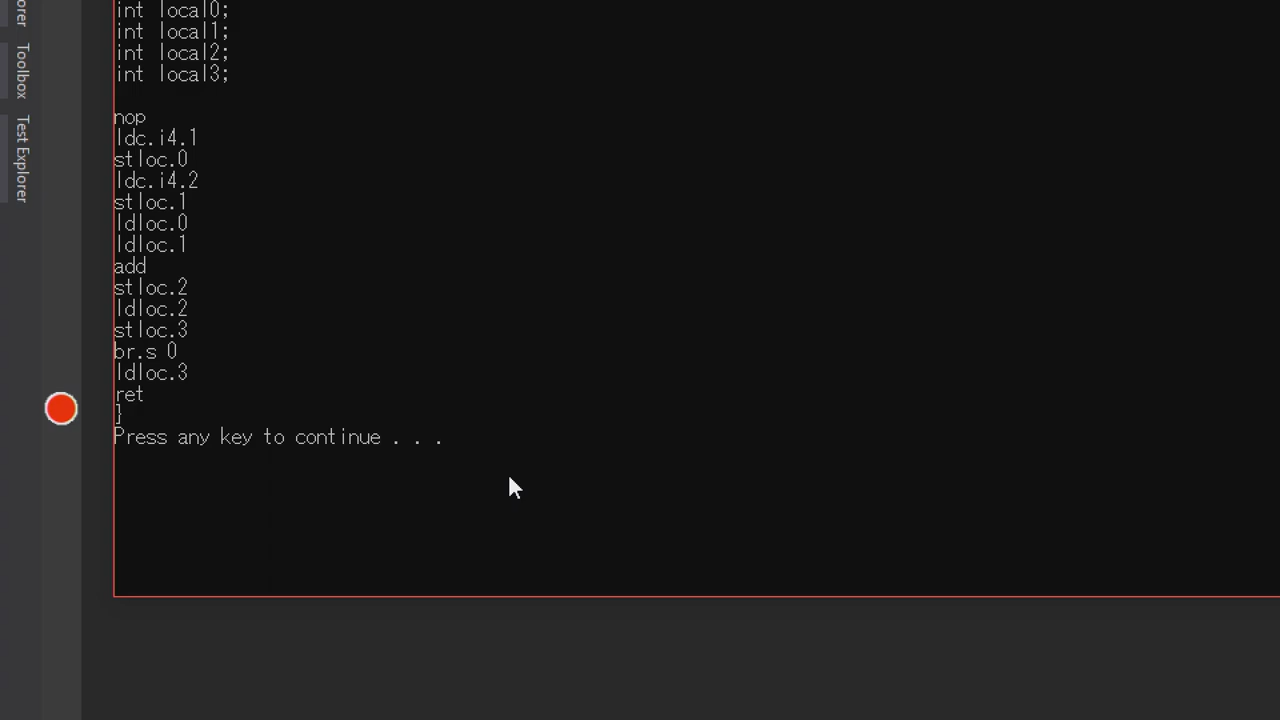 orer
Toolbox
Test Explorer
int local0;
int local1;
int local2;
int local3;
nop
ldc.i4.1
stloc.0
ldc.i4.2
stloc.1
ldloc.0
ldloc.1
add
stloc.2
ldloc.2
stloc.3
br.s 0
ldloc.3
ret
}
Press any key to continue . . .